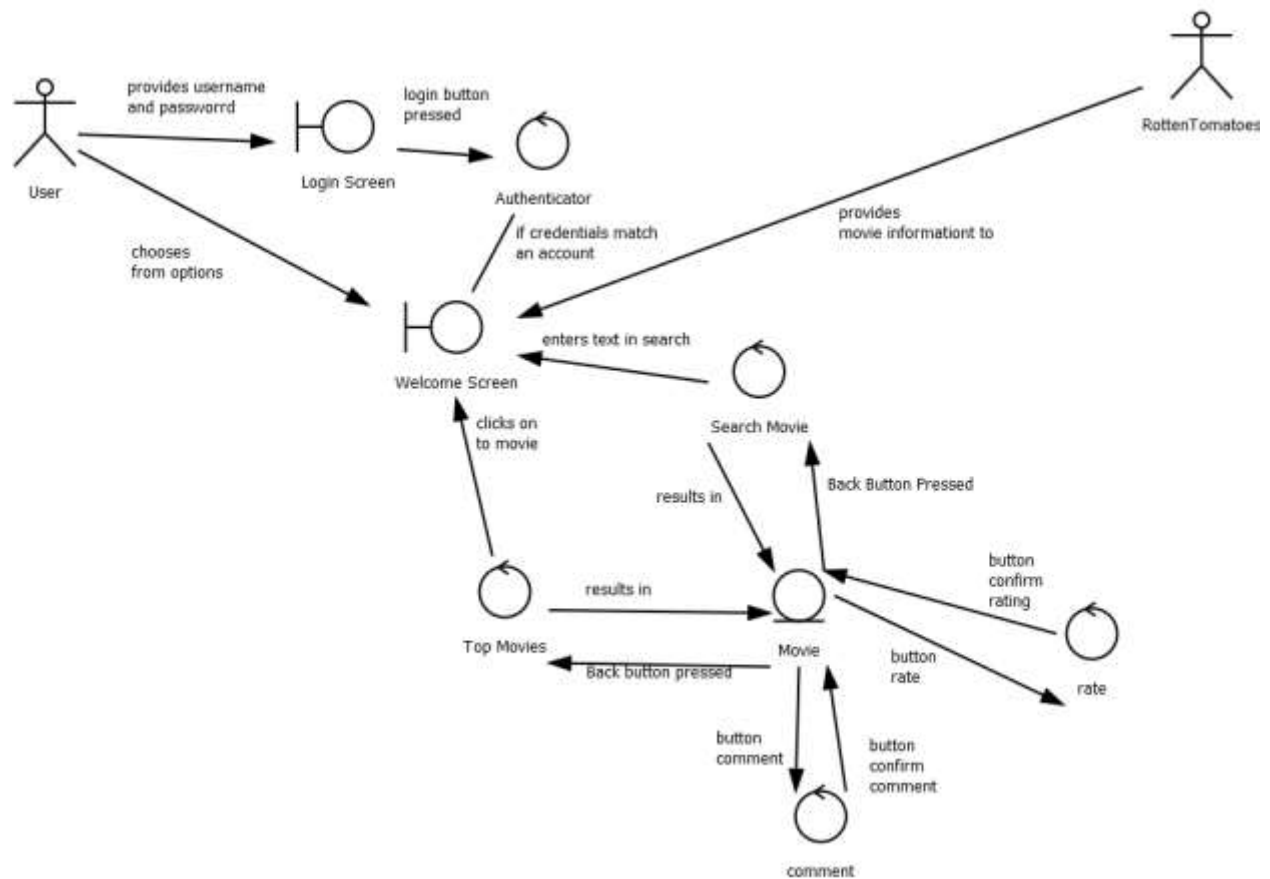 provides username
and passworrd
login button
pressed
RottenTomatoes
Login Screen
User
Authenticator
if credentials match
an account
provides
movie informationt to
chooses
from options
enters text in search
Welcome Screen
clicks on
to movie
Search Movie
results in
Back Button Pressed
button
confirm
rating
results in
Top Movies
Movie
Back button pressed
button
rate
rate
button
comment
button
confirm
comment
comment